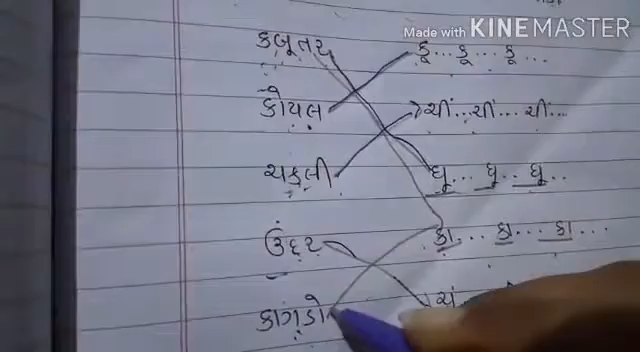 Made with KINEMASTER
કબૂતર કૂ... કૂ... કૂ...
કોયલ ચીં...ચીં...ચીં...
ચકલી ઘૂ... ઘૂ... ઘૂ...
ઉંદર કા... કા... કા...
કાગડો ચૂં